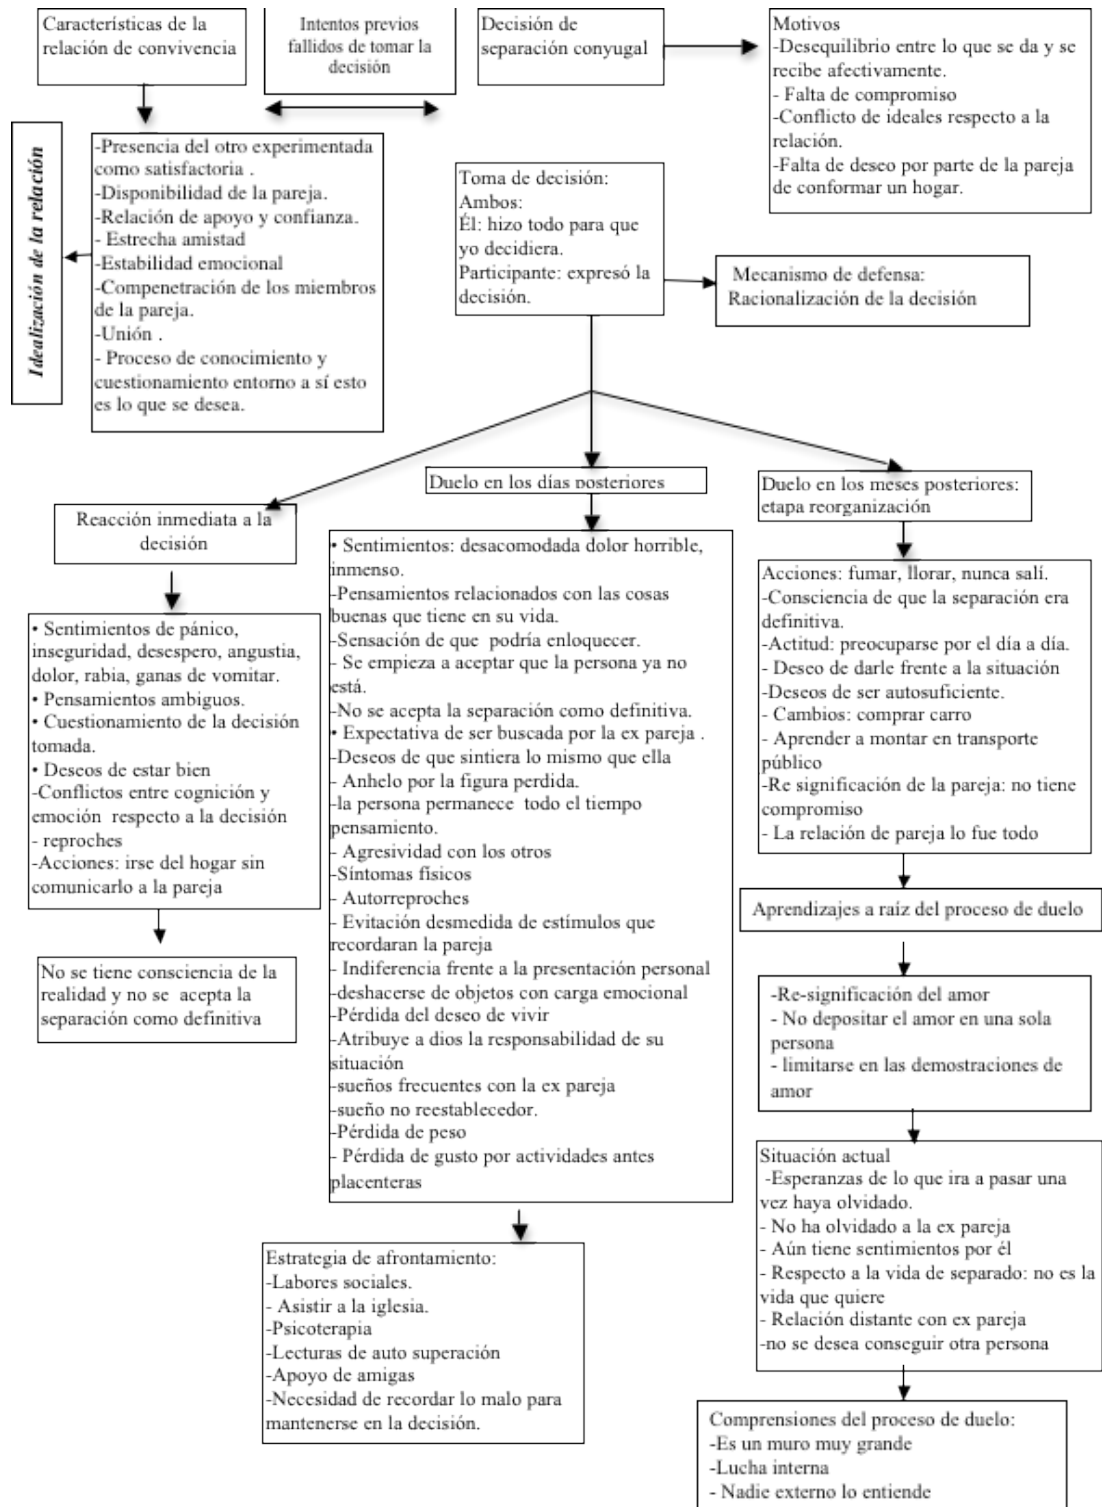 Características de la
relación de convivencia
Intentos previos
fallidos de tomar la
decisión
Decisión de
separación conyugal
Motivos
-Desequilibrio entre lo que se da y se
recibe afectivamente.
- Falta de compromiso
-Conflicto de ideales respecto a la
relación.
-Falta de deseo por parte de la pareja
de conformar un hogar.
Idealización de la relación
-Presencia del otro experimentada
como satisfactoria .
-Disponibilidad de la pareja.
-Relación de apoyo y confianza.
- Estrecha amistad
-Estabilidad emocional
-Compenetración de los miembros
de la pareja.
-Unión .
- Proceso de conocimiento y
cuestionamiento entorno a sí esto
es lo que se desea.
Toma de decisión:
Ambos:
Él: hizo todo para que
yo decidiera.
Participante: expresó la
decisión.
Mecanismo de defensa:
Racionalización de la decisión
Reacción inmediata a la
decisión
• Sentimientos de pánico,
inseguridad, desespero, angustia,
dolor, rabia, ganas de vomitar.
• Pensamientos ambiguos.
• Cuestionamiento de la decisión
tomada.
• Deseos de estar bien
-Conflictos entre cognición y
emoción respecto a la decisión
- reproches
-Acciones: irse del hogar sin
comunicarlo a la pareja
No se tiene consciencia de la
realidad y no se acepta la
separación como definitiva
Duelo en los días posteriores
• Sentimientos: desacomodada dolor horrible,
inmenso.
-Pensamientos relacionados con las cosas
buenas que tiene en su vida.
-Sensación de que podría enloquecer.
- Se empieza a aceptar que la persona ya no
está.
-No se acepta la separación como definitiva.
• Expectativa de ser buscada por la ex pareja .
-Deseos de que sintiera lo mismo que ella
- Anhelo por la figura perdida.
-la persona permanece todo el tiempo
pensamiento.
- Agresividad con los otros
-Síntomas físicos
- Autorreproches
- Evitación desmedida de estímulos que
recordaran la pareja
- Indiferencia frente a la presentación personal
-deshacerse de objetos con carga emocional
-Pérdida del deseo de vivir
-Atribuye a dios la responsabilidad de su
situación
-sueños frecuentes con la ex pareja
-sueño no reestablecedor.
-Pérdida de peso
- Pérdida de gusto por actividades antes
placenteras
Estrategia de afrontamiento:
-Labores sociales.
- Asistir a la iglesia.
-Psicoterapia
-Lecturas de auto superación
-Apoyo de amigas
-Necesidad de recordar lo malo para
mantenerse en la decisión.
Duelo en los meses posteriores:
etapa reorganización
Acciones: fumar, llorar, nunca salí.
-Consciencia de que la separación era
definitiva.
-Actitud: preocuparse por el día a día.
- Deseo de darle frente a la situación
-Deseos de ser autosuficiente.
- Cambios: comprar carro
- Aprender a montar en transporte
público
-Re significación de la pareja: no tiene
compromiso
- La relación de pareja lo fue todo
Aprendizajes a raíz del proceso de duelo
-Re-significación del amor
- No depositar el amor en una sola
persona
- limitarse en las demostraciones de
amor
Situación actual
-Esperanzas de lo que ira a pasar una
vez haya olvidado.
- No ha olvidado a la ex pareja
- Aún tiene sentimientos por él
- Respecto a la vida de separado: no es la
vida que quiere
- Relación distante con ex pareja
-no se desea conseguir otra persona
Comprensiones del proceso de duelo:
-Es un muro muy grande
-Lucha interna
- Nadie externo lo entiende